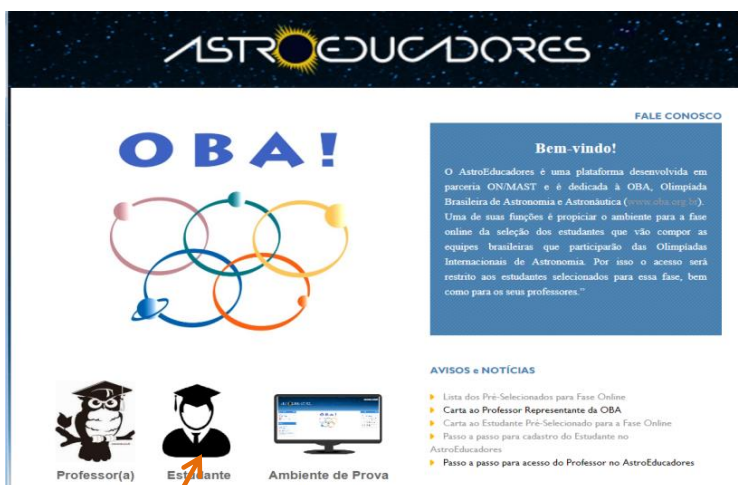 ASTROEDUCADORES
FALE CONOSCO
OBA!
Bem-vindo!
O AstroEducadores é uma plataforma desenvolvida em
parceria ON/MAST e é dedicada à OBA, Olimpíada
Brasileira de Astronomia e Astronáutica (www.oba.org.br).
Uma de suas funções é propiciar o ambiente para a fase
online da seleção dos estudantes que vão compor as
equipes brasileiras que participarão das Olimpíadas
Internacionais de Astronomia. Por isso o acesso será
restrito aos estudantes selecionados para essa fase, bem
como para os seus professores.”
AVISOS e NOTÍCIAS
Lista dos Pré-Selecionados para Fase Online
Carta ao Professor Representante da OBA
Carta ao Estudante Pré-Selecionado para a Fase Online
Passo a passo para cadastro do Estudante no
AstroEducadores
Passo a passo para acesso do Professor no AstroEducadores
Professor(a)
Estudante
Ambiente de Prova